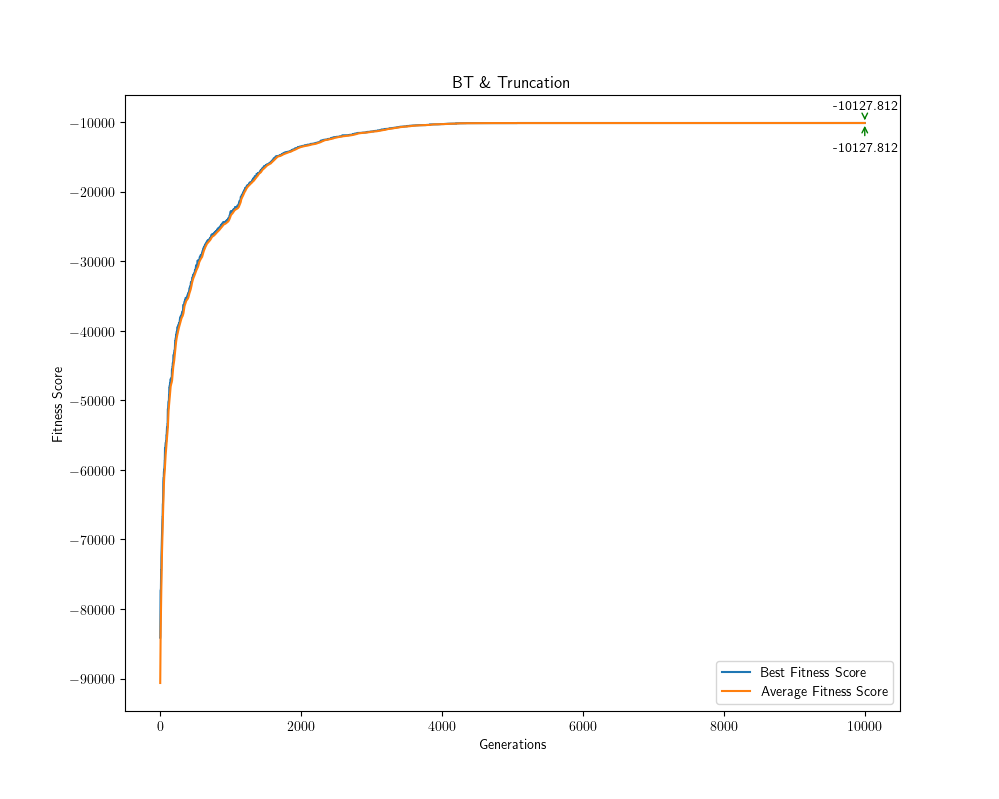 BT & Truncation
-10127.812
-10127.812
−10000
−20000
−30000
−40000
−50000
−60000
−70000
−80000
−90000
Fitness Score
Best Fitness Score
Average Fitness Score
0 2000 4000 6000 8000 10000
Generations